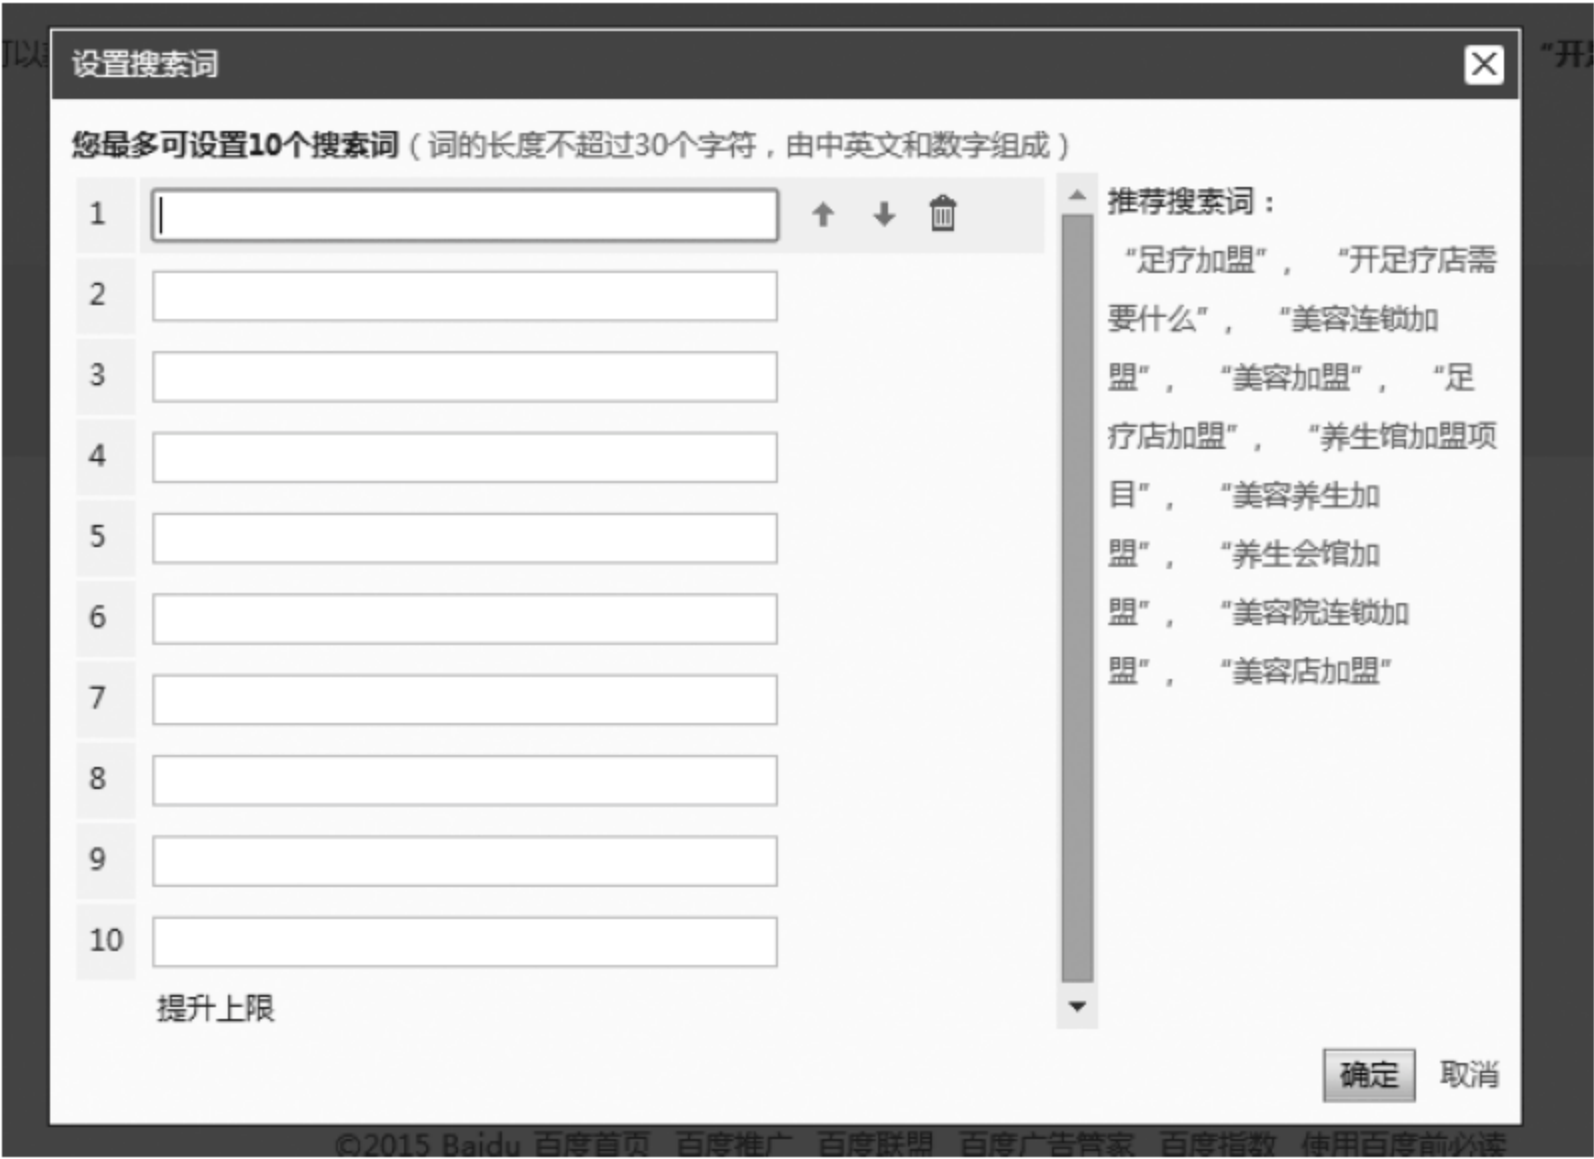 可以
“开
设置搜索词
您最多可设置10个搜索词（词的长度不超过30个字符，由中英文和数字组成）
1
2
3
4
5
6
7
8
9
10
提升上限
推荐搜索词：
“足疗加盟”， “开足疗店需
要什么”， “美容连锁加
盟”， “美容加盟”， “足
疗店加盟”， “养生馆加盟项
目”， “美容养生加
盟”， “养生会馆加
盟”， “美容院连锁加
盟”， “美容店加盟”
确定 取消
©2015 Baidu 百度首页 百度推广 百度联盟 百度广告管家 百度指数 使用百度前必读